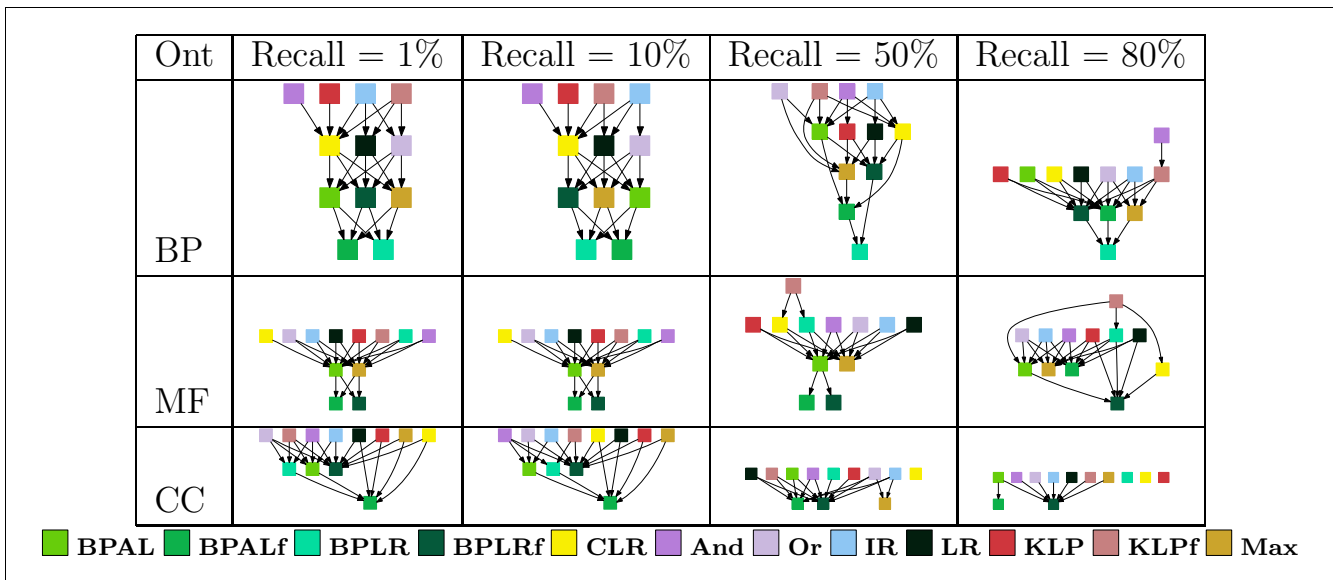 Ont Recall = 1% Recall = 10% Recall = 50% Recall = 80%
BP
MF
CC
BPAL BPALf BPLR BPLRf CLR And Or IR LR KLP KLPf Max